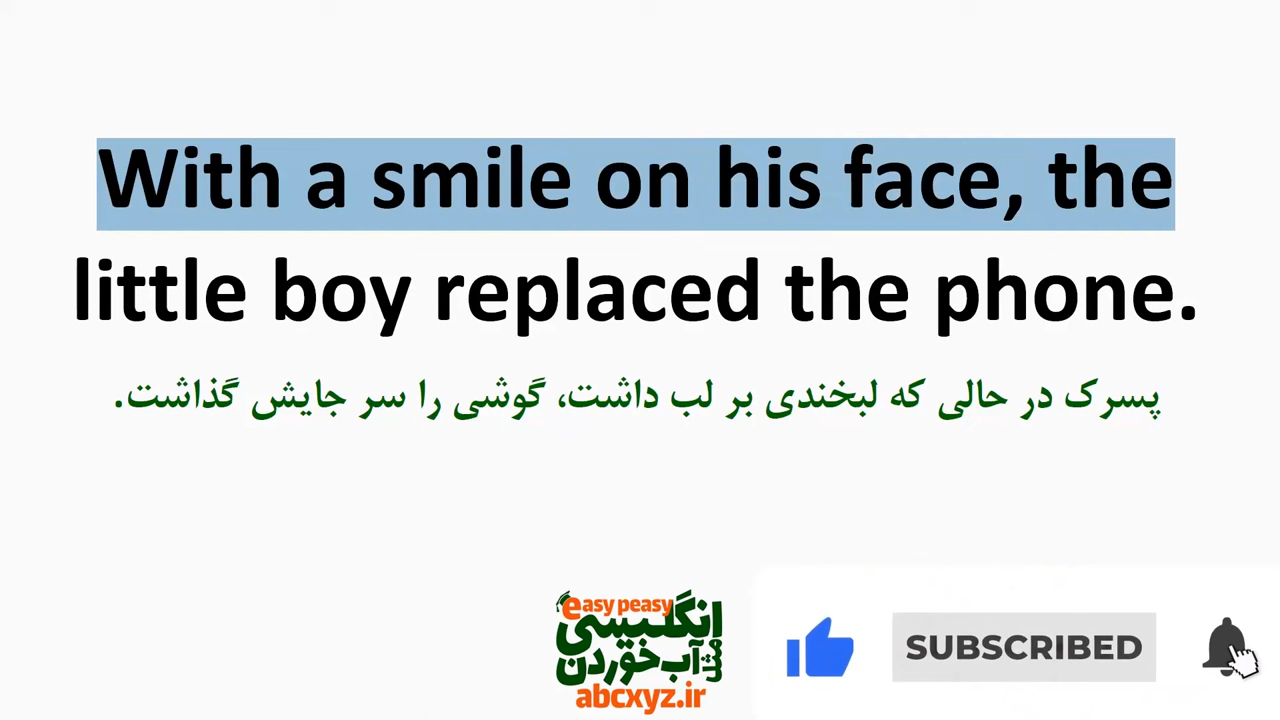 With a smile on his face, the
little boy replaced the phone.
پسرک در حالی که لبخندی بر لب داشت، گوشی را سر جایش گذاشت.
easy peasy
انگلیسی
مثل
آب خوردن
abcxyz.ir
SUBSCRIBED